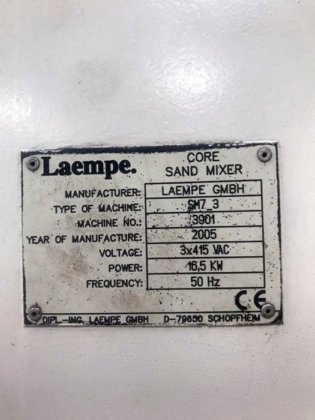 Laempe. CORE
SAND MIXER
MANUFACTURER: LAEMPE GMBH
TYPE OF MACHINE: SM7_3
MACHINE NO.: 3901
YEAR OF MANUFACTURE: 2005
VOLTAGE: 3x415 VAC
POWER: 16,5 KW
FREQUENCY: 50 Hz
CE
DIPL.-ING. LAEMPE GMBH D-79650 SCHOPFHEIM